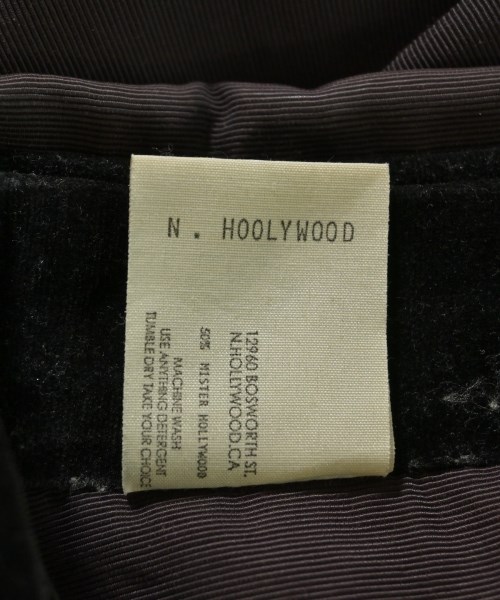 N. HOOLYWOOD
12960 BOSWORTH ST.
N.HOLLYWOOD.CA
50% MISTER HOLLYWOOD
MACHINE WASH
USE ANYTHING DETERGENT
TUMBLE DRY TAKE YOUR CHOICE